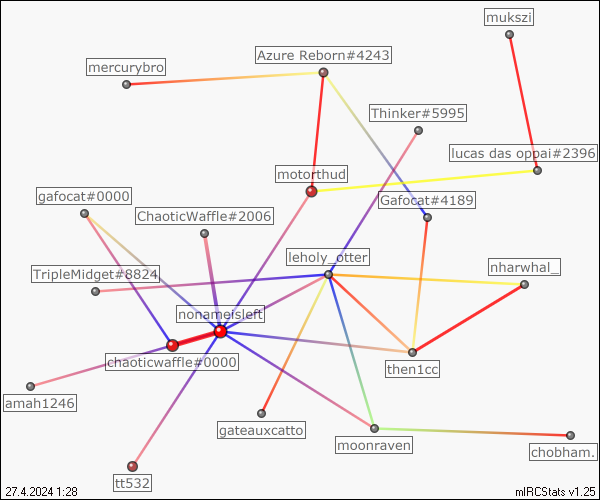 mukszi
Azure Reborn#4243
mercurybro
Thinker#5995
lucas das oppai#2396
motorthud
gafocat#0000
Gafocat#4189
ChaoticWaffle#2006
leholy_otter
nharwhal_
TripleMidget#8824
nonameisleft
chaoticwaffle#0000
then1cc
amah1246
gateauxcatto
moonraven
chobham.
tt532
27.4.2024 1:28
mIRCStats v1.25